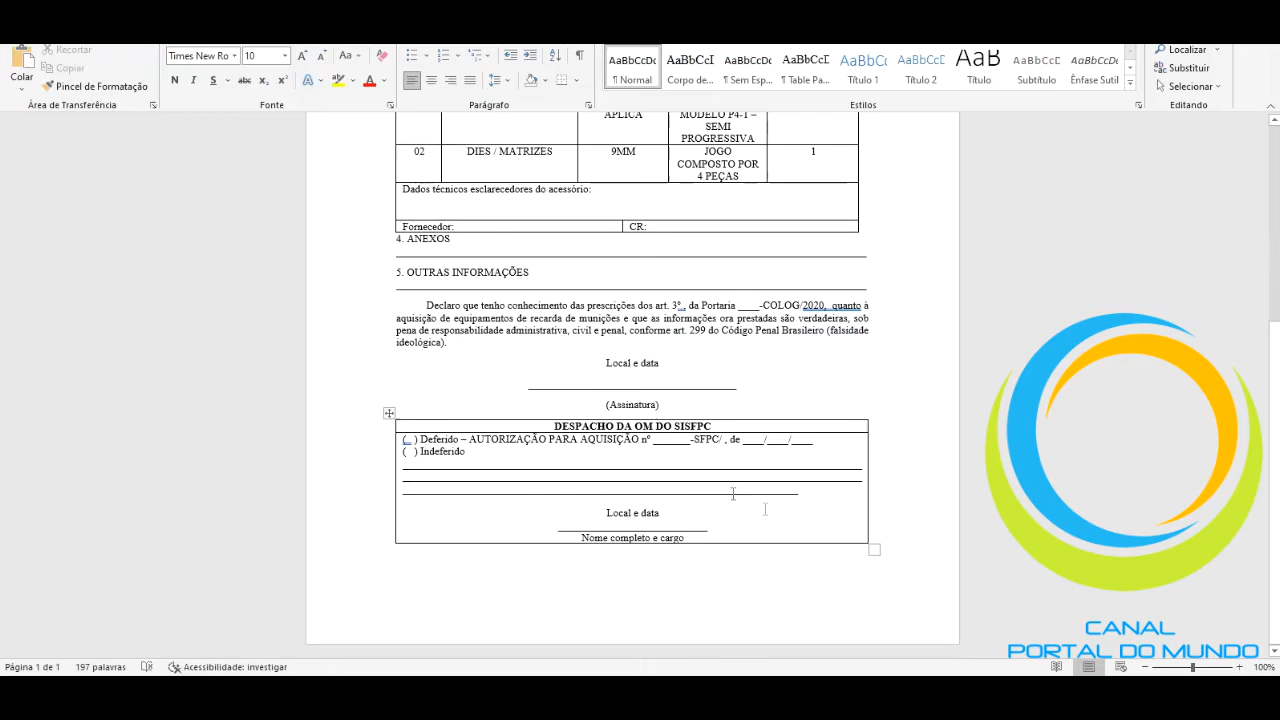 Recortar
Copiar
Colar
Pincel de Formatação
Área de Transferência
Times New Ro
10
Aa
N I S abc x₂ x²
A
A
Fonte
Parágrafo
AaBbCcDc
¶ Normal
AaBbCcI
Corpo de...
AaBbCcDc
¶ Sem Esp...
AaBbCcI
¶ Table Pa...
AaBbCc
Título 1
AaBbCcI
Título 2
AaB
Título
AaBbCcD
Subtítulo
AaBbCcDc
Ênfase Sutil
Estilos
Localizar
Substituir
Selecionar
Editando
APLICA
MODELO P4-1 –
SEMI
PROGRESSIVA
02 DIES / MATRIZES 9MM JOGO COMPOSTO POR 4 PEÇAS 1
Dados técnicos esclarecedores do acessório:
Fornecedor: CR:
4. ANEXOS
5. OUTRAS INFORMAÇÕES
Declaro que tenho conhecimento das prescrições dos art. 3º , da Portaria ____-COLOG/2020, quanto à
aquisição de equipamentos de recarda de munições e que as informações ora prestadas são verdadeiras, sob
pena de responsabilidade administrativa, civil e penal, conforme art. 299 do Código Penal Brasileiro (falsidade
ideológica).
Local e data
(Assinatura)
DESPACHO DA OM DO SISFPC
( ) Deferido – AUTORIZAÇÃO PARA AQUISIÇÃO nº _______-SFPC/ , de ____/____/____
( ) Indeferido
Local e data
Nome completo e cargo
CANAL
PORTAL DO MUNDO
Página 1 de 1 197 palavras Acessibilidade: investigar 100%